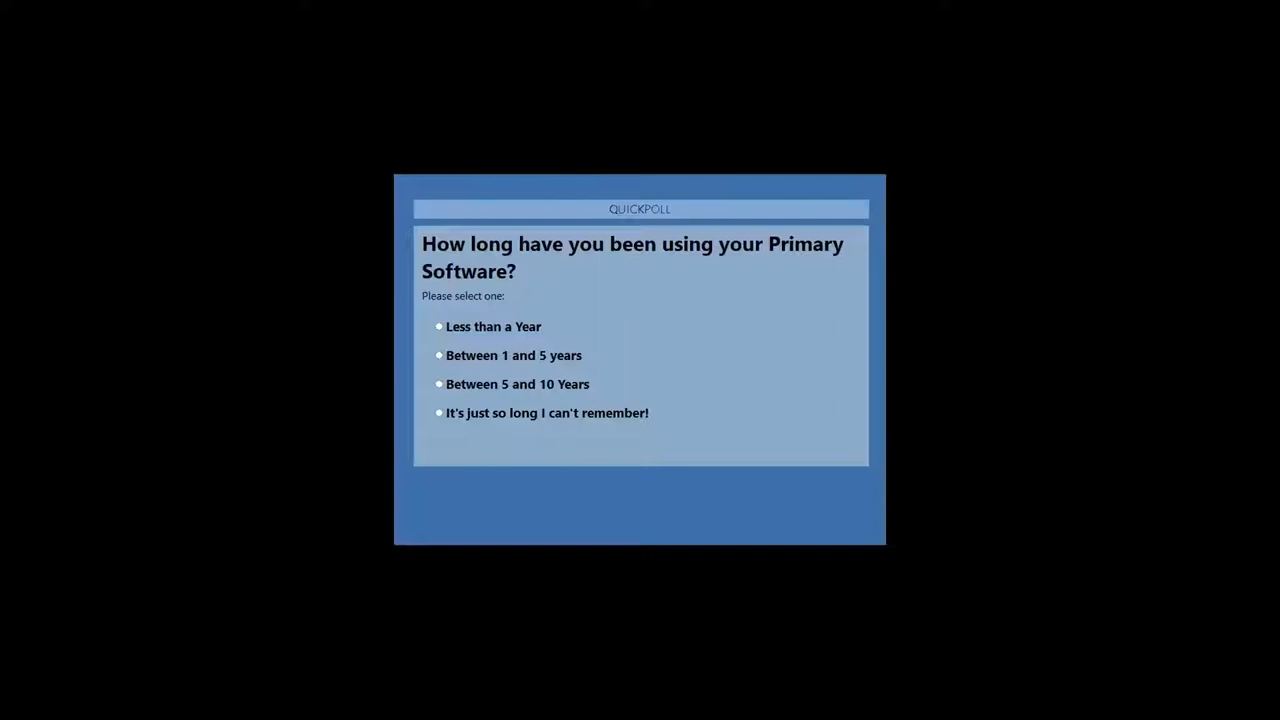 QUICKPOLL
How long have you been using your Primary
Software?
Please select one:
Less than a Year
Between 1 and 5 years
Between 5 and 10 Years
It's just so long I can't remember!